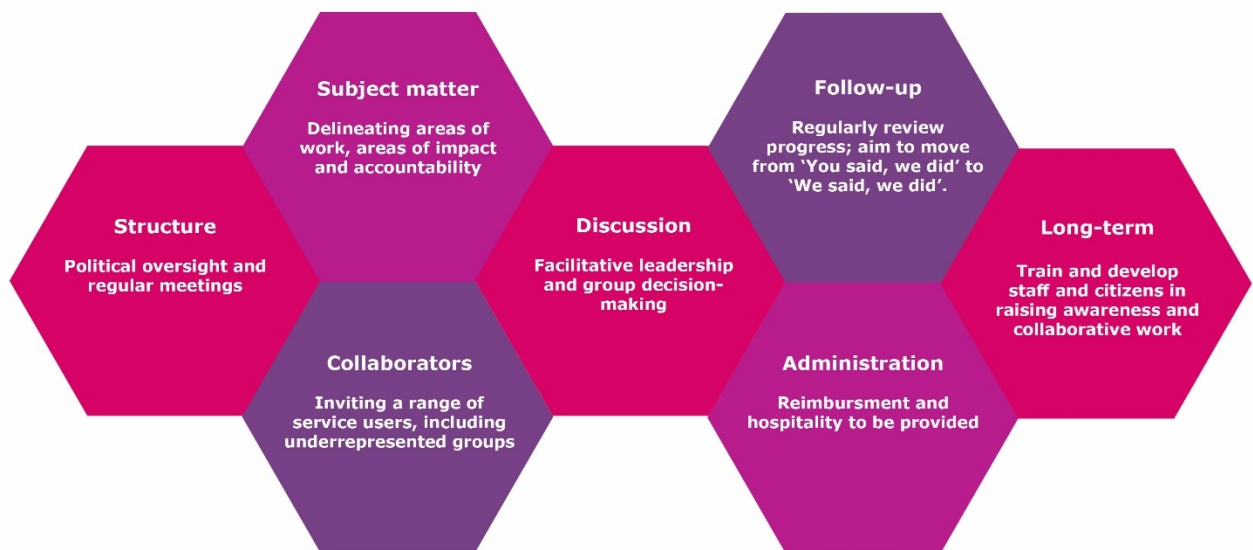 Structure
Political oversight and
regular meetings
Subject matter
Delineating areas of
work, areas of impact
and accountability
Collaborators
Inviting a range of
service users, including
underrepresented groups
Discussion
Facilitative leadership
and group decision-
making
Follow-up
Regularly review
progress; aim to move
from ‘You said, we did’ to
‘We said, we did’.
Administration
Reimbursment and
hospitality to be provided
Long-term
Train and develop
staff and citizens in
raising awareness and
collaborative work